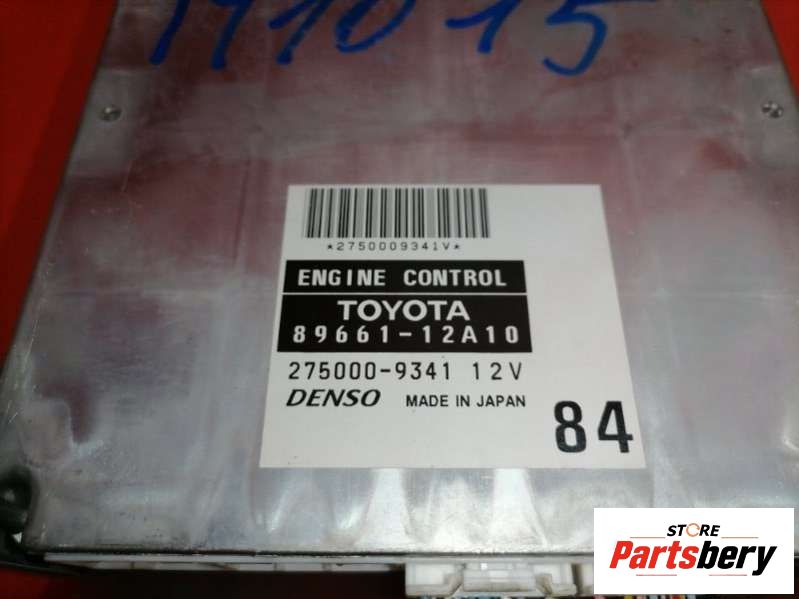 *2750009341V*
ENGINE CONTROL
TOYOTA
89661-12A10
275000-9341 12V
DENSO MADE IN JAPAN
84
STORE
Partsbery